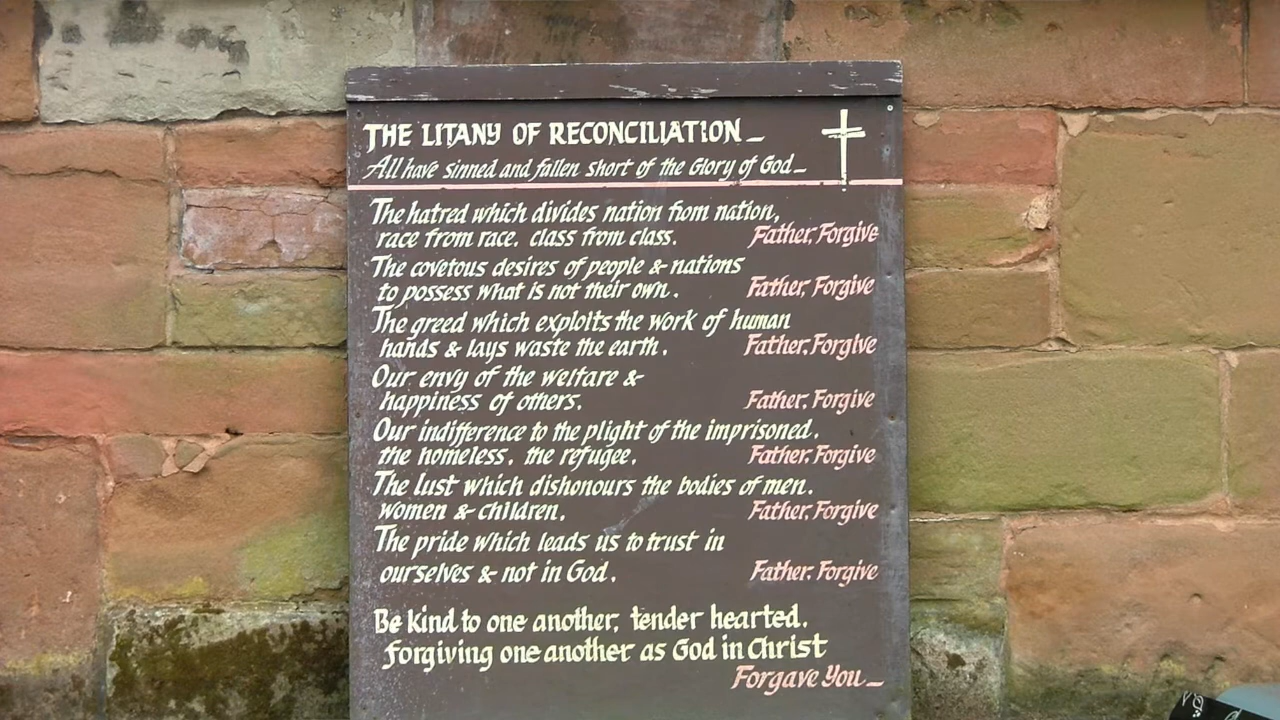 THE LITANY OF RECONCILIATION_
All have sinned and fallen short of the Glory of God_
The hatred which divides nation from nation,
race from race. class from class. Father, Forgive
The covetous desires of people & nations
to possess what is not their own. Father, Forgive
The greed which exploits the work of human
hands & lays waste the earth. Father, Forgive
Our envy of the welfare &
happiness of others. Father, Forgive
Our indifference to the plight of the imprisoned.
the homeless. the refugee. Father, Forgive
The lust which dishonours the bodies of men.
women & children. Father, Forgive
The pride which leads us to trust in
ourselves & not in God. Father, Forgive
Be kind to one another, tender hearted.
forgiving one another as God in Christ
Forgave You_